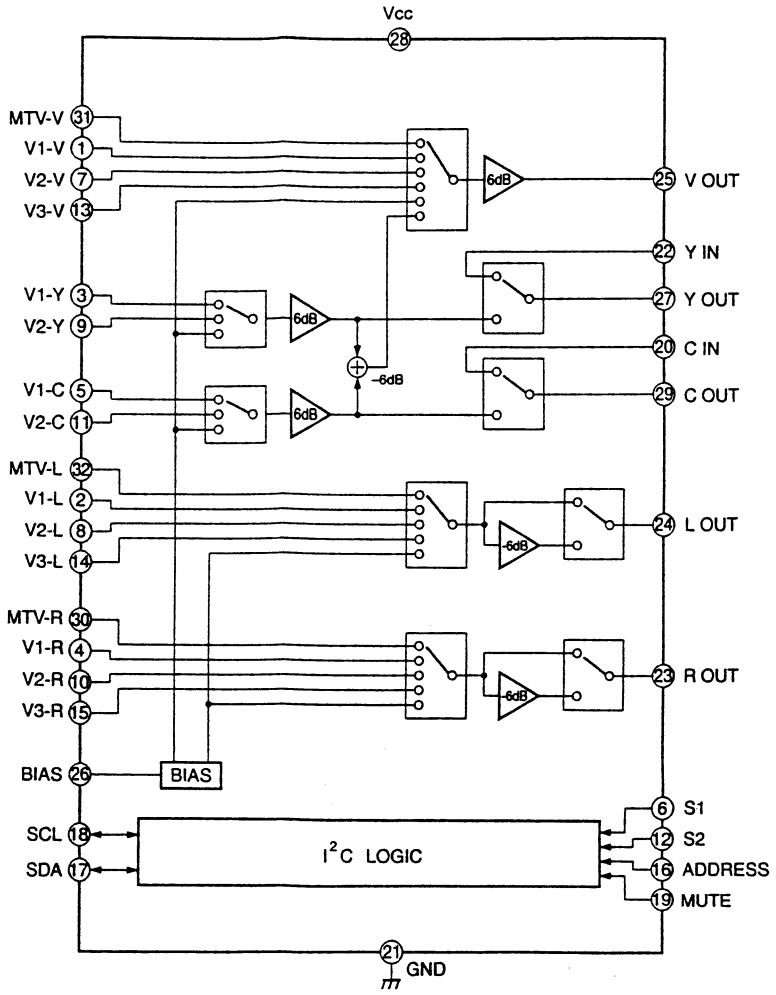 Vcc
28
MTV-V 31
V1-V 1
V2-V 7
V3-V 13
6dB
25 V OUT
22 Y IN
V1-Y 3
V2-Y 9
6dB
27 Y OUT
20 C IN
+ -6dB
V1-C 5
V2-C 11
6dB
29 C OUT
MTV-L 32
V1-L 2
V2-L 8
V3-L 14
-6dB
24 L OUT
MTV-R 30
V1-R 4
V2-R 10
V3-R 15
-6dB
23 R OUT
BIAS 26 BIAS
SCL 18
SDA 17
I²C LOGIC
6 S1
12 S2
16 ADDRESS
19 MUTE
21 GND